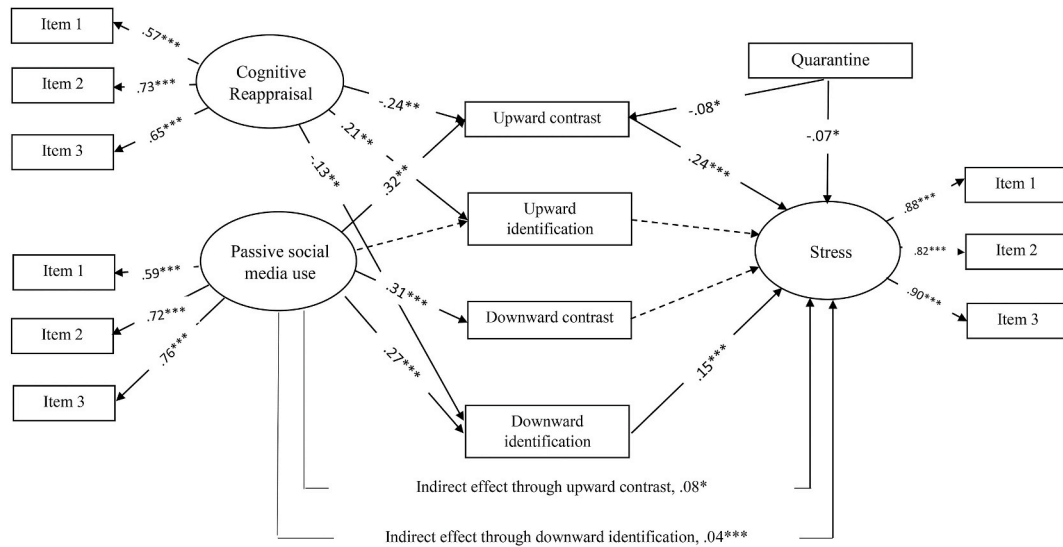 Item 1
.57***
Item 2
.73***
Item 3
.65***
Cognitive
Reappraisal
-.24**
.21**
-.13**
.32**
Quarantine
-.08*
-.07*
Upward contrast
.24***
Upward
identification
Passive social
media use
Item 1
.59***
Item 2
.72***
Item 3
.76***
.31***
.27***
Downward contrast
Downward
identification
.15***
Stress
.88***
Item 1
.82***
Item 2
.90***
Item 3
Indirect effect through upward contrast, .08*
Indirect effect through downward identification, .04***